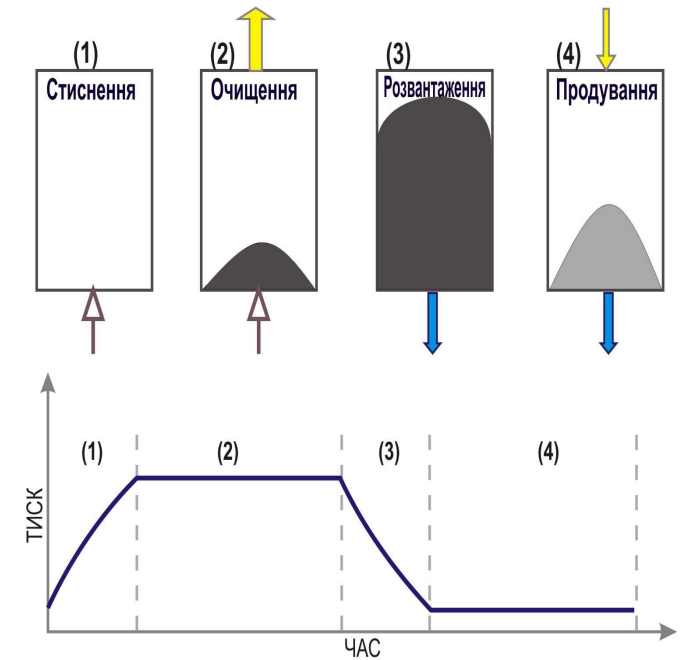 (1) (2) (3) (4)
Стиснення Очищення Розвантаження Продування
(1) (2) (3) (4)
ТИСК
ЧАС